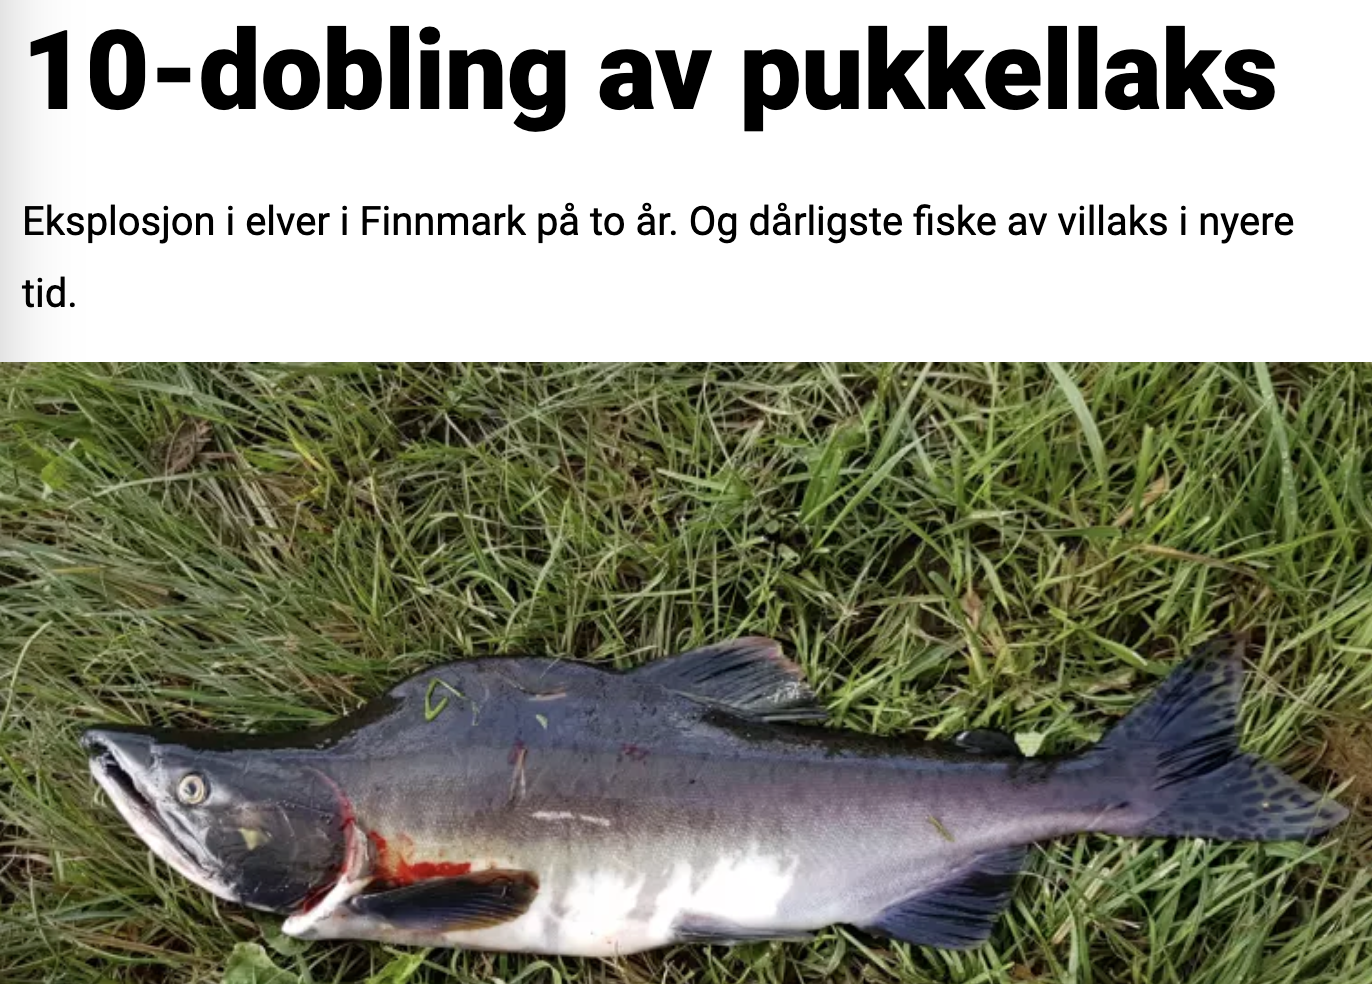 10-dobling av pukkellaks
Eksplosjon i elver i Finnmark på to år. Og dårligste fiske av villaks i nyere
tid.